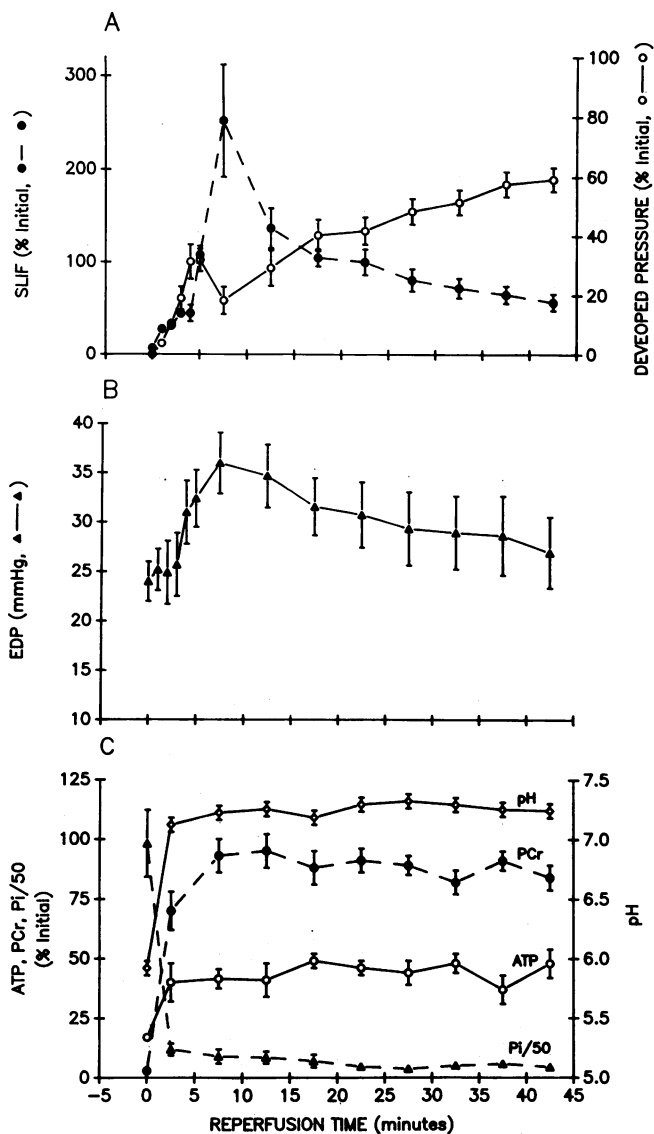 A
SLIF (% Initial, ●– –●)
300
200
100
0
100
80
60
40
20
0
DEVEOPED PRESSURE (% Initial, ○—○)
B
EDP (mmHg, ▲—▲)
40
35
30
25
20
15
10
C
ATP, PCr, Pi/50
(% Initial)
125
100
75
50
25
0
pH
PCr
ATP
Pi/50
7.5
7.0
6.5
6.0
5.5
5.0
pH
−5 0 5 10 15 20 25 30 35 40 45
REPERFUSION TIME (minutes)